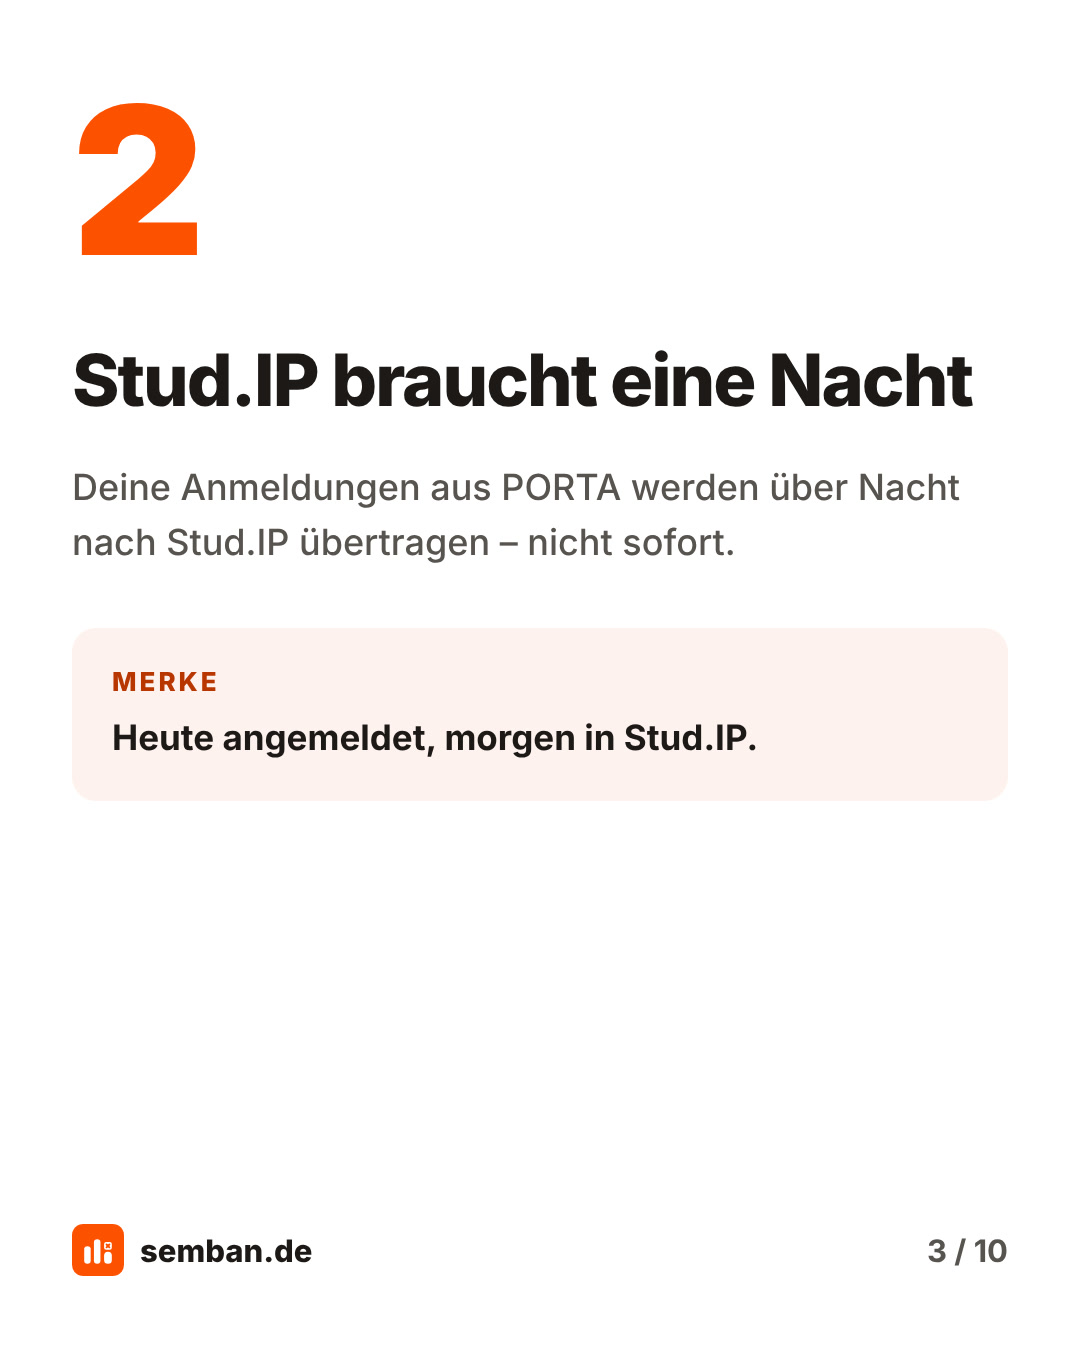 2
Stud.IP braucht eine Nacht
Deine Anmeldungen aus PORTA werden über Nacht
nach Stud.IP übertragen – nicht sofort.
MERKE
Heute angemeldet, morgen in Stud.IP.
semban.de
3 / 10